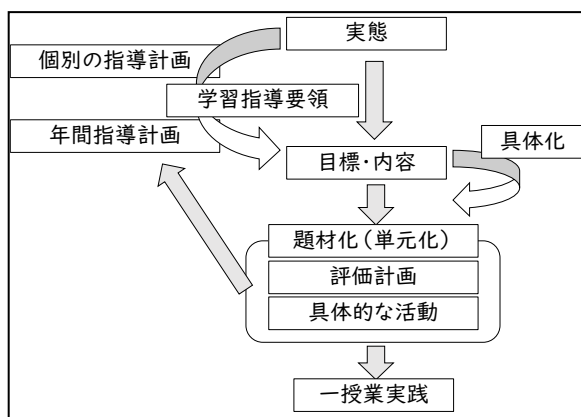 実態
個別の指導計画
学習指導要領
年間指導計画
具体化
目標・内容
題材化(単元化)
評価計画
具体的な活動
一授業実践